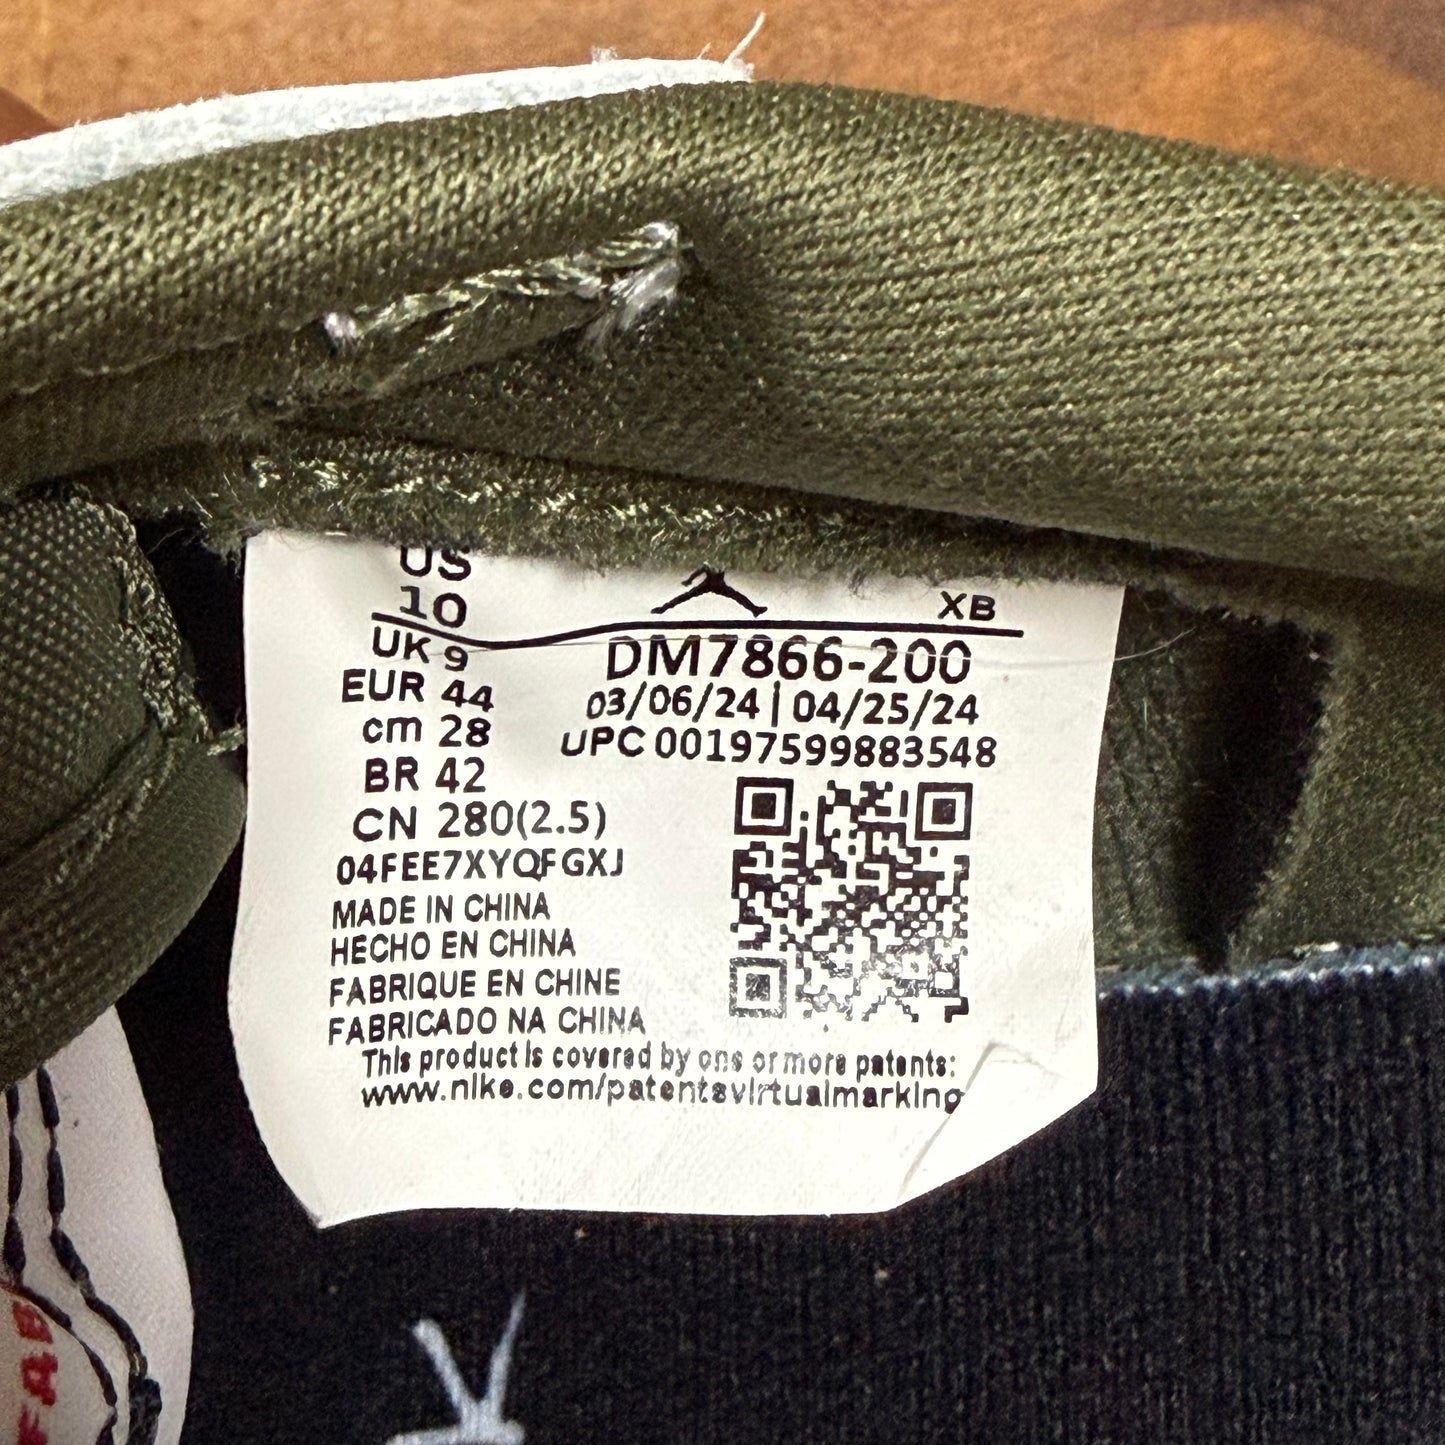 US
10
UK 9
EUR 44
cm 28
BR 42
CN 280(2.5)
04FEE7XYQFGXJ
MADE IN CHINA
HECHO EN CHINA
FABRIQUE EN CHINE
FABRICADO NA CHINA
XB
DM7866-200
03/06/24|04/25/24
UPC 00197599883548
This product is covered by one or more patents:
www.nike.com/patentsvirtualmarking
FAB